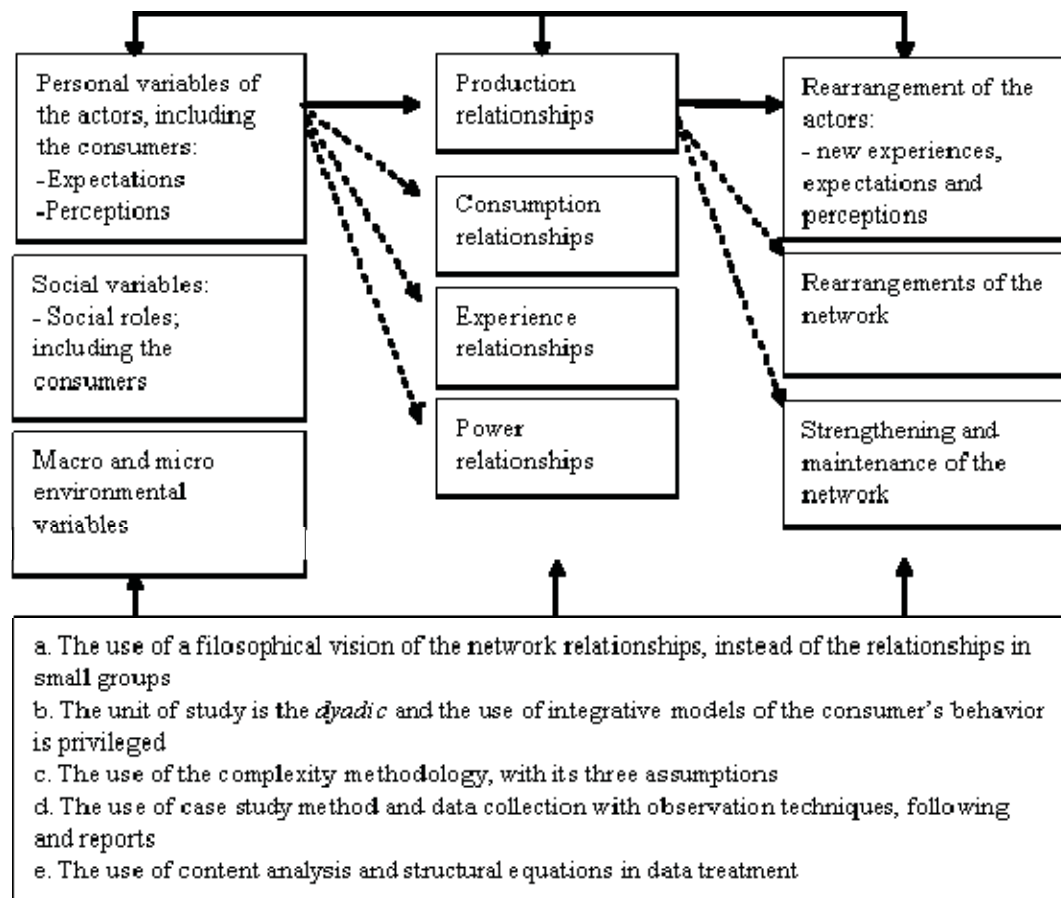 Personal variables of
the actors, including
the consumers:
-Expectations
-Perceptions
Social variables:
- Social roles;
including the
consumers
Macro and micro
environmental
variables
Production
relationships
Consumption
relationships
Experience
relationships
Power
relationships
Rearrangement of the
actors:
- new experiences,
expectations and
perceptions
Rearrangements of the
network
Strengthening and
maintenance of the
network
a. The use of a filosophical vision of the network relationships, instead of the relationships in
small groups
b. The unit of study is the dyadic and the use of integrative models of the consumer's behavior
is privileged
c. The use of the complexity methodology, with its three assumptions
d. The use of case study method and data collection with observation techniques, following
and reports
e. The use of content analysis and structural equations in data treatment